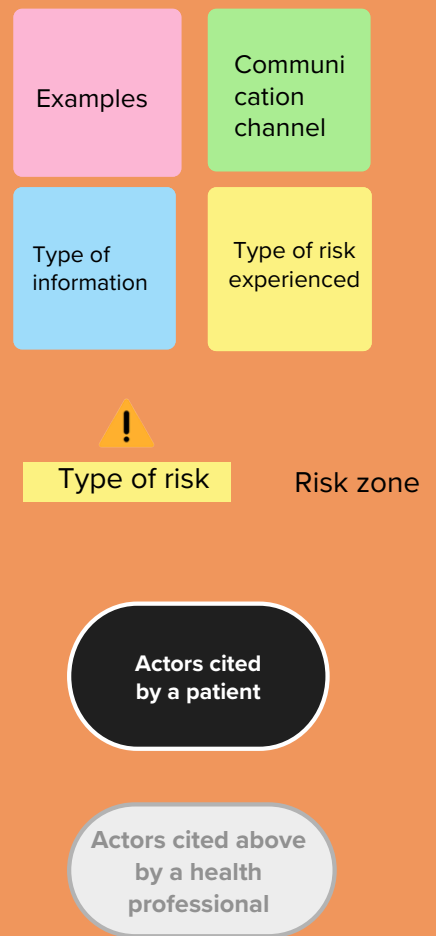 Examples
Communi
cation
channel
Type of
information
Type of risk
experienced
Type of risk
Risk zone
Actors cited
by a patient
Actors cited above
by a health
professional